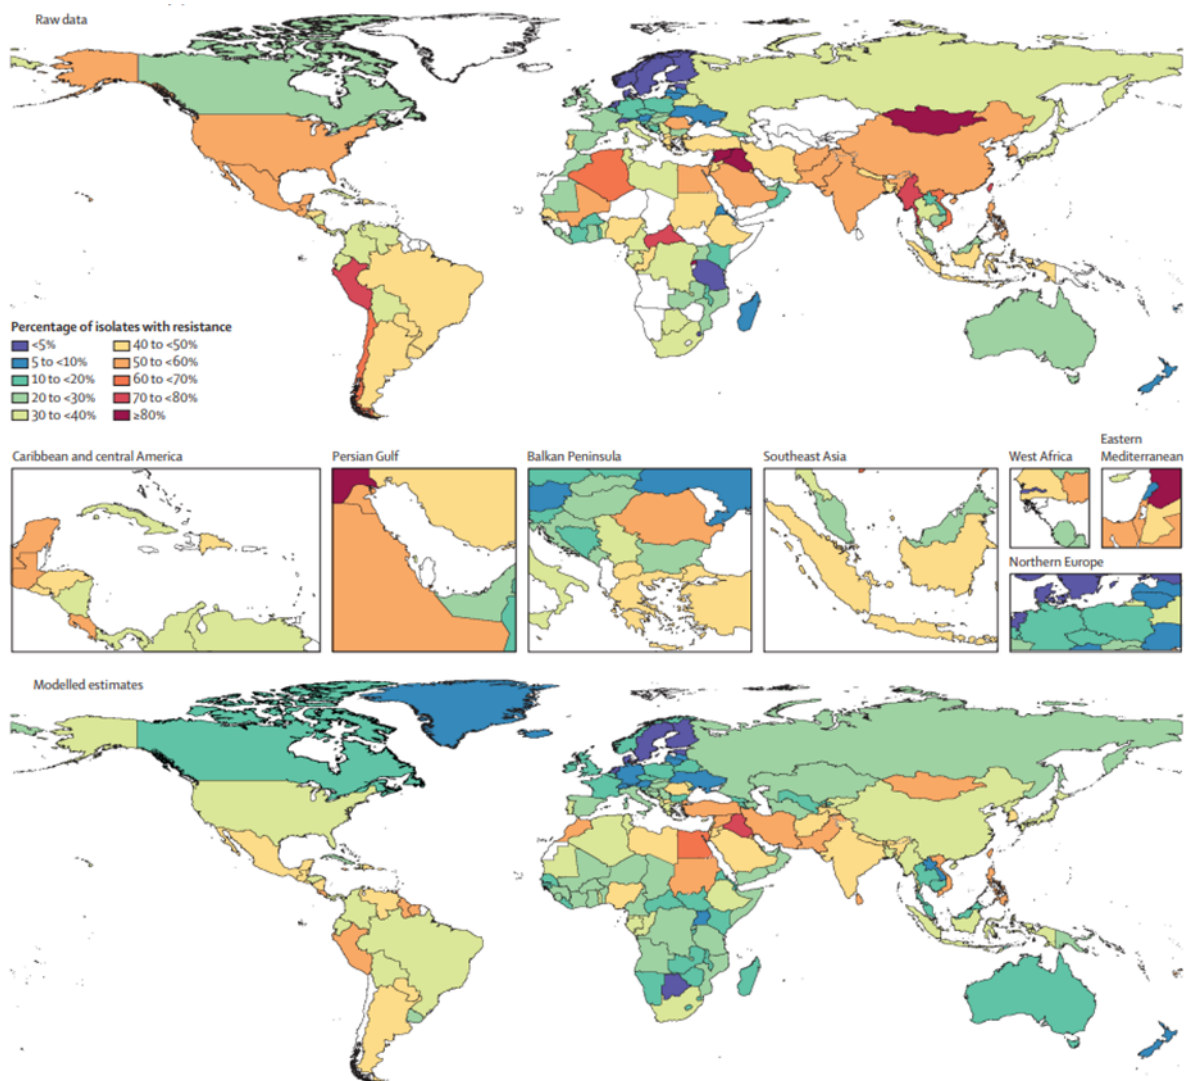 Raw data
Percentage of isolates with resistance
<5%
5 to <10%
10 to <20%
20 to <30%
30 to <40%
40 to <50%
50 to <60%
60 to <70%
70 to <80%
≥80%
Caribbean and central America
Persian Gulf
Balkan Peninsula
Southeast Asia
West Africa
Eastern
Mediterranean
Northern Europe
Modelled estimates